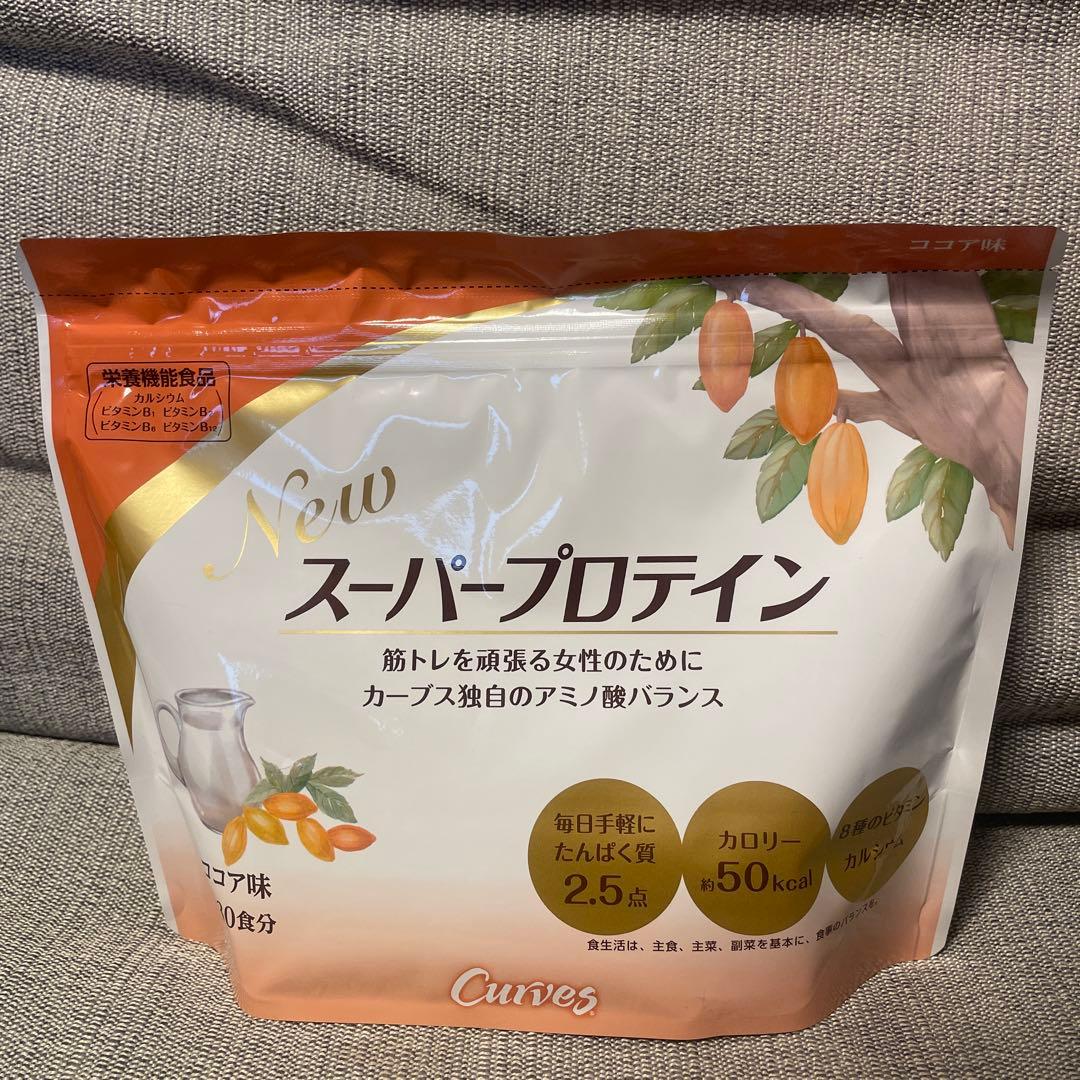 ココア味
栄養機能食品
カルシウム
ビタミンB1 ビタミンB2
ビタミンB6 ビタミンB12
New
スーパープロテイン
筋トレを頑張る女性のために
カーブス独自のアミノ酸バランス
毎日手軽に
たんぱく質
2.5点
カロリー
約50kcal
8種のビタミン
カルシウム
ココア味
30食分
食生活は、主食、主菜、副菜を基本に、食事のバランスを。
Curves